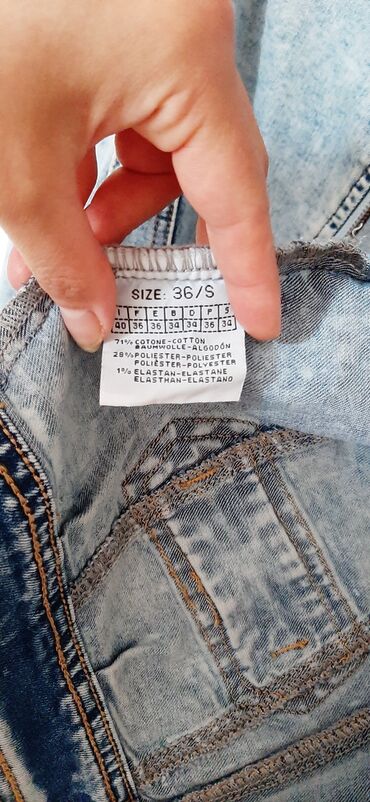 SIZE: 36/S
I F E B D P S
40 36 36 34 34 36 34
71% COTONE-COTTON
BAUMWOLLE-ALGODÓN
28% POLIESTER-POLIESTER
POLIÈSTER-POLYESTER
1% ELASTAN-ELASTANE
ELASTHAN-ELASTANO